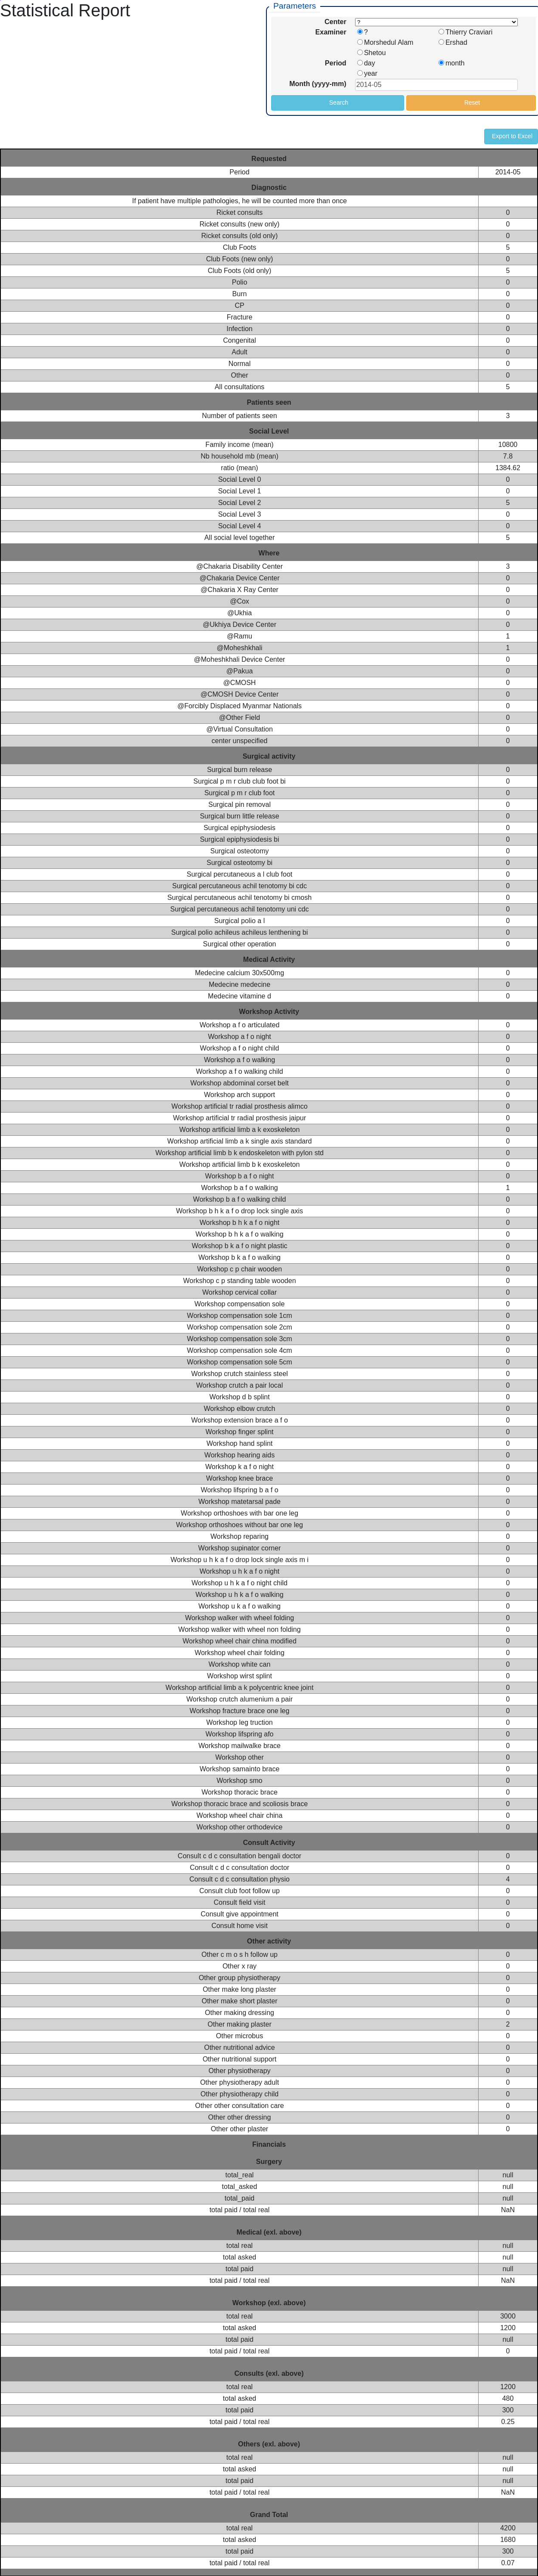 Statistical Report
Parameters
Center ?
Examiner ? Thierry Craviari
Morshedul Alam Ershad
Shetou
Period day month
year
Month (yyyy-mm) 2014-05
Search Reset
Export to Excel
Requested
Period 2014-05
Diagnostic
If patient have multiple pathologies, he will be counted more than once
Ricket consults 0
Ricket consults (new only) 0
Ricket consults (old only) 0
Club Foots 5
Club Foots (new only) 0
Club Foots (old only) 5
Polio 0
Burn 0
CP 0
Fracture 0
Infection 0
Congenital 0
Adult 0
Normal 0
Other 0
All consultations 5
Patients seen
Number of patients seen 3
Social Level
Family income (mean) 10800
Nb household mb (mean) 7.8
ratio (mean) 1384.62
Social Level 0 0
Social Level 1 0
Social Level 2 5
Social Level 3 0
Social Level 4 0
All social level together 5
Where
@Chakaria Disability Center 3
@Chakaria Device Center 0
@Chakaria X Ray Center 0
@Cox 0
@Ukhia 0
@Ukhiya Device Center 0
@Ramu 1
@Moheshkhali 1
@Moheshkhali Device Center 0
@Pakua 0
@CMOSH 0
@CMOSH Device Center 0
@Forcibly Displaced Myanmar Nationals 0
@Other Field 0
@Virtual Consultation 0
center unspecified 0
Surgical activity
Surgical burn release 0
Surgical p m r club club foot bi 0
Surgical p m r club foot 0
Surgical pin removal 0
Surgical burn little release 0
Surgical epiphysiodesis 0
Surgical epiphysiodesis bi 0
Surgical osteotomy 0
Surgical osteotomy bi 0
Surgical percutaneous a l club foot 0
Surgical percutaneous achil tenotomy bi cdc 0
Surgical percutaneous achil tenotomy bi cmosh 0
Surgical percutaneous achil tenotomy uni cdc 0
Surgical polio a l 0
Surgical polio achileus achileus lenthening bi 0
Surgical other operation 0
Medical Activity
Medecine calcium 30x500mg 0
Medecine medecine 0
Medecine vitamine d 0
Workshop Activity
Workshop a f o articulated 0
Workshop a f o night 0
Workshop a f o night child 0
Workshop a f o walking 0
Workshop a f o walking child 0
Workshop abdominal corset belt 0
Workshop arch support 0
Workshop artificial tr radial prosthesis alimco 0
Workshop artificial tr radial prosthesis jaipur 0
Workshop artificial limb a k exoskeleton 0
Workshop artificial limb a k single axis standard 0
Workshop artificial limb b k endoskeleton with pylon std 0
Workshop artificial limb b k exoskeleton 0
Workshop b a f o night 0
Workshop b a f o walking 1
Workshop b a f o walking child 0
Workshop b h k a f o drop lock single axis 0
Workshop b h k a f o night 0
Workshop b h k a f o walking 0
Workshop b k a f o night plastic 0
Workshop b k a f o walking 0
Workshop c p chair wooden 0
Workshop c p standing table wooden 0
Workshop cervical collar 0
Workshop compensation sole 0
Workshop compensation sole 1cm 0
Workshop compensation sole 2cm 0
Workshop compensation sole 3cm 0
Workshop compensation sole 4cm 0
Workshop compensation sole 5cm 0
Workshop crutch stainless steel 0
Workshop crutch a pair local 0
Workshop d b splint 0
Workshop elbow crutch 0
Workshop extension brace a f o 0
Workshop finger splint 0
Workshop hand splint 0
Workshop hearing aids 0
Workshop k a f o night 0
Workshop knee brace 0
Workshop lifspring b a f o 0
Workshop matetarsal pade 0
Workshop orthoshoes with bar one leg 0
Workshop orthoshoes without bar one leg 0
Workshop reparing 0
Workshop supinator corner 0
Workshop u h k a f o drop lock single axis m i 0
Workshop u h k a f o night 0
Workshop u h k a f o night child 0
Workshop u h k a f o walking 0
Workshop u k a f o walking 0
Workshop walker with wheel folding 0
Workshop walker with wheel non folding 0
Workshop wheel chair china modified 0
Workshop wheel chair folding 0
Workshop white can 0
Workshop wirst splint 0
Workshop artificial limb a k polycentric knee joint 0
Workshop crutch alumenium a pair 0
Workshop fracture brace one leg 0
Workshop leg truction 0
Workshop lifspring afo 0
Workshop mailwalke brace 0
Workshop other 0
Workshop samainto brace 0
Workshop smo 0
Workshop thoracic brace 0
Workshop thoracic brace and scoliosis brace 0
Workshop wheel chair china 0
Workshop other orthodevice 0
Consult Activity
Consult c d c consultation bengali doctor 0
Consult c d c consultation doctor 0
Consult c d c consultation physio 4
Consult club foot follow up 0
Consult field visit 0
Consult give appointment 0
Consult home visit 0
Other activity
Other c m o s h follow up 0
Other x ray 0
Other group physiotherapy 0
Other make long plaster 0
Other make short plaster 0
Other making dressing 0
Other making plaster 2
Other microbus 0
Other nutritional advice 0
Other nutritional support 0
Other physiotherapy 0
Other physiotherapy adult 0
Other physiotherapy child 0
Other other consultation care 0
Other other dressing 0
Other other plaster 0
Financials
Surgery
total_real null
total_asked null
total_paid null
total paid / total real NaN
Medical (exl. above)
total real null
total asked null
total paid null
total paid / total real NaN
Workshop (exl. above)
total real 3000
total asked 1200
total paid null
total paid / total real 0
Consults (exl. above)
total real 1200
total asked 480
total paid 300
total paid / total real 0.25
Others (exl. above)
total real null
total asked null
total paid null
total paid / total real NaN
Grand Total
total real 4200
total asked 1680
total paid 300
total paid / total real 0.07